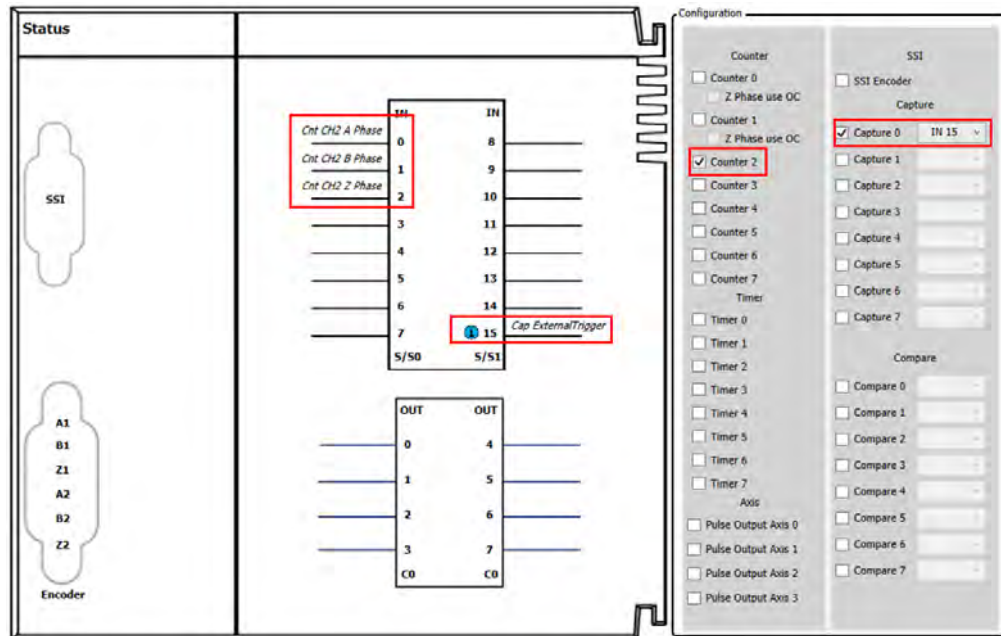 Status
SSI
A1
B1
Z1
A2
B2
Z2
Encoder
IN IN
Cnt CH2 A Phase 0 8
Cnt CH2 B Phase 1 9
Cnt CH2 Z Phase 2 10
3 11
4 12
5 13
6 14
7 1 15 Cap ExternalTrigger
S/S0 S/S1
OUT OUT
0 4
1 5
2 6
3 7
C0 C0
Configuration
Counter
Counter 0
Z Phase use OC
Counter 1
Z Phase use OC
Counter 2
Counter 3
Counter 4
Counter 5
Counter 6
Counter 7
Timer
Timer 0
Timer 1
Timer 2
Timer 3
Timer 4
Timer 5
Timer 6
Timer 7
Axis
Pulse Output Axis 0
Pulse Output Axis 1
Pulse Output Axis 2
Pulse Output Axis 3
SSI
SSI Encoder
Capture
Capture 0 IN 15
Capture 1
Capture 2
Capture 3
Capture 4
Capture 5
Capture 6
Capture 7
Compare
Compare 0
Compare 1
Compare 2
Compare 3
Compare 4
Compare 5
Compare 6
Compare 7